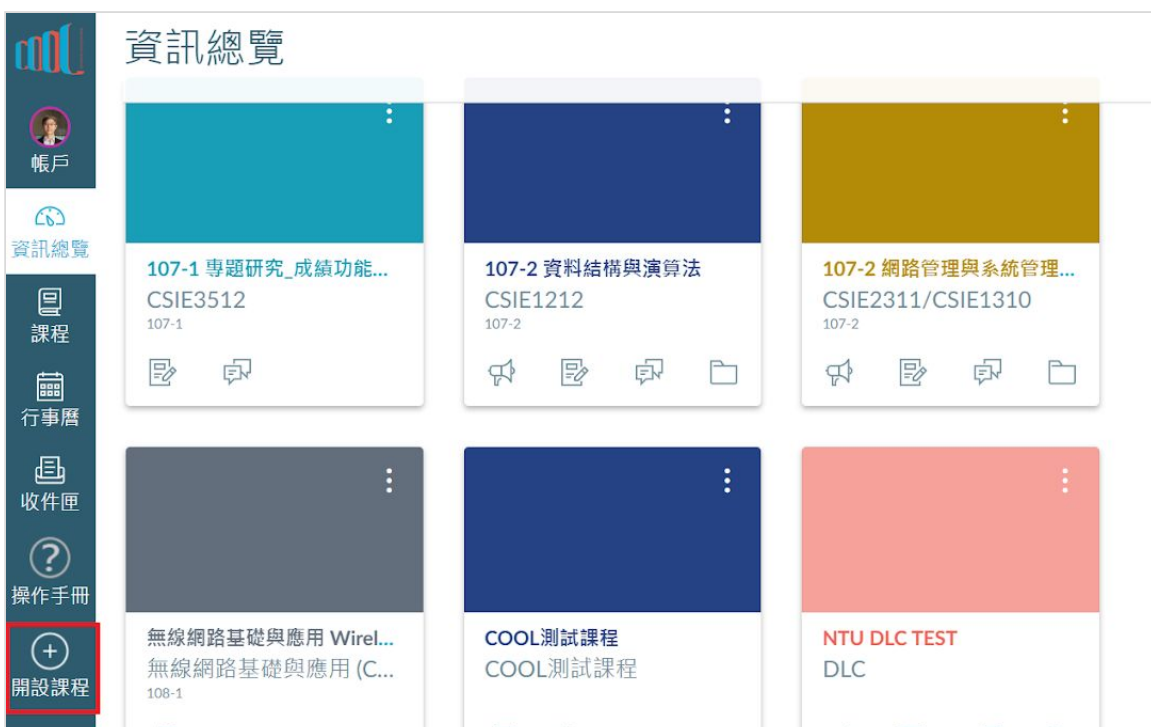 cool
資訊總覽
帳戶
資訊總覽
課程
行事曆
收件匣
操作手冊
開設課程
107-1 專題研究_成績功能...
CSIE3512
107-1
107-2 資料結構與演算法
CSIE1212
107-2
107-2 網路管理與系統管理...
CSIE2311/CSIE1310
107-2
無線網路基礎與應用 Wirel...
無線網路基礎與應用 (C...
108-1
COOL測試課程
COOL測試課程
NTU DLC TEST
DLC